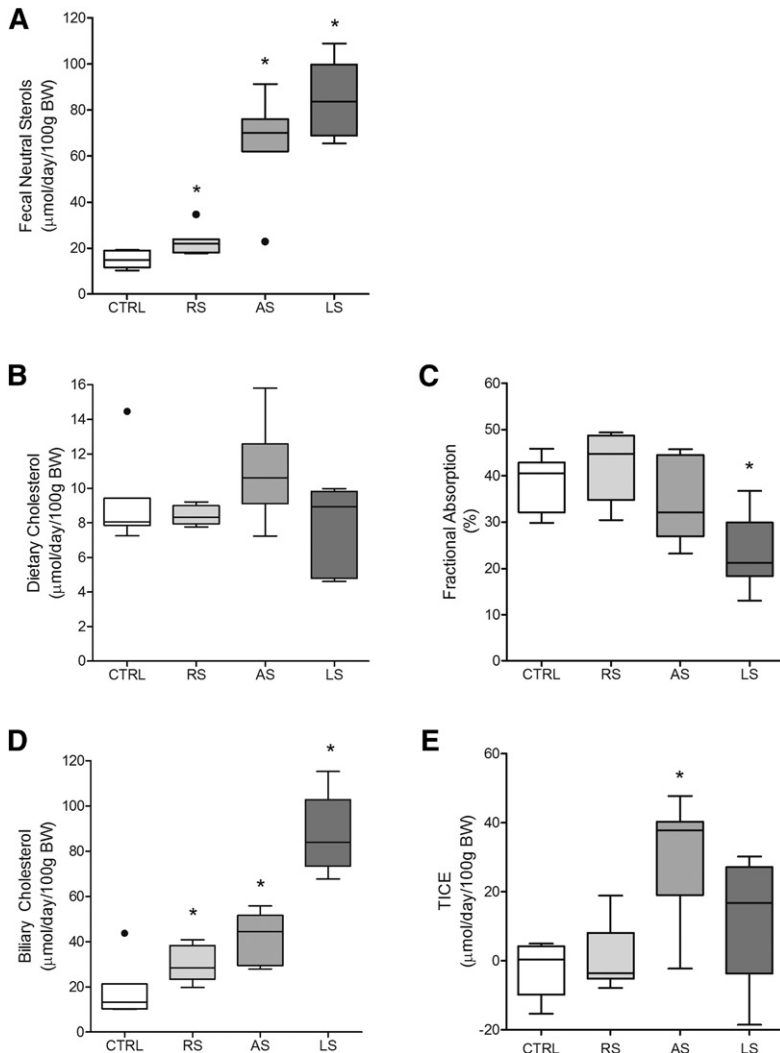 A
Fecal Neutral Sterols
(μmol/day/100g BW)
120
100
80
60
40
20
0
*
*
*
CTRL RS AS LS
B
Dietary Cholesterol
(μmol/day/100g BW)
16
14
12
10
8
6
4
2
0
CTRL RS AS LS
C
Fractional Absorption
(%)
60
50
40
30
20
10
0
*
CTRL RS AS LS
D
Biliary Cholesterol
(μmol/day/100g BW)
120
100
80
60
40
20
0
*
*
*
CTRL RS AS LS
E
TICE
(μmol/day/100g BW)
60
40
20
0
-20
*
CTRL RS AS LS